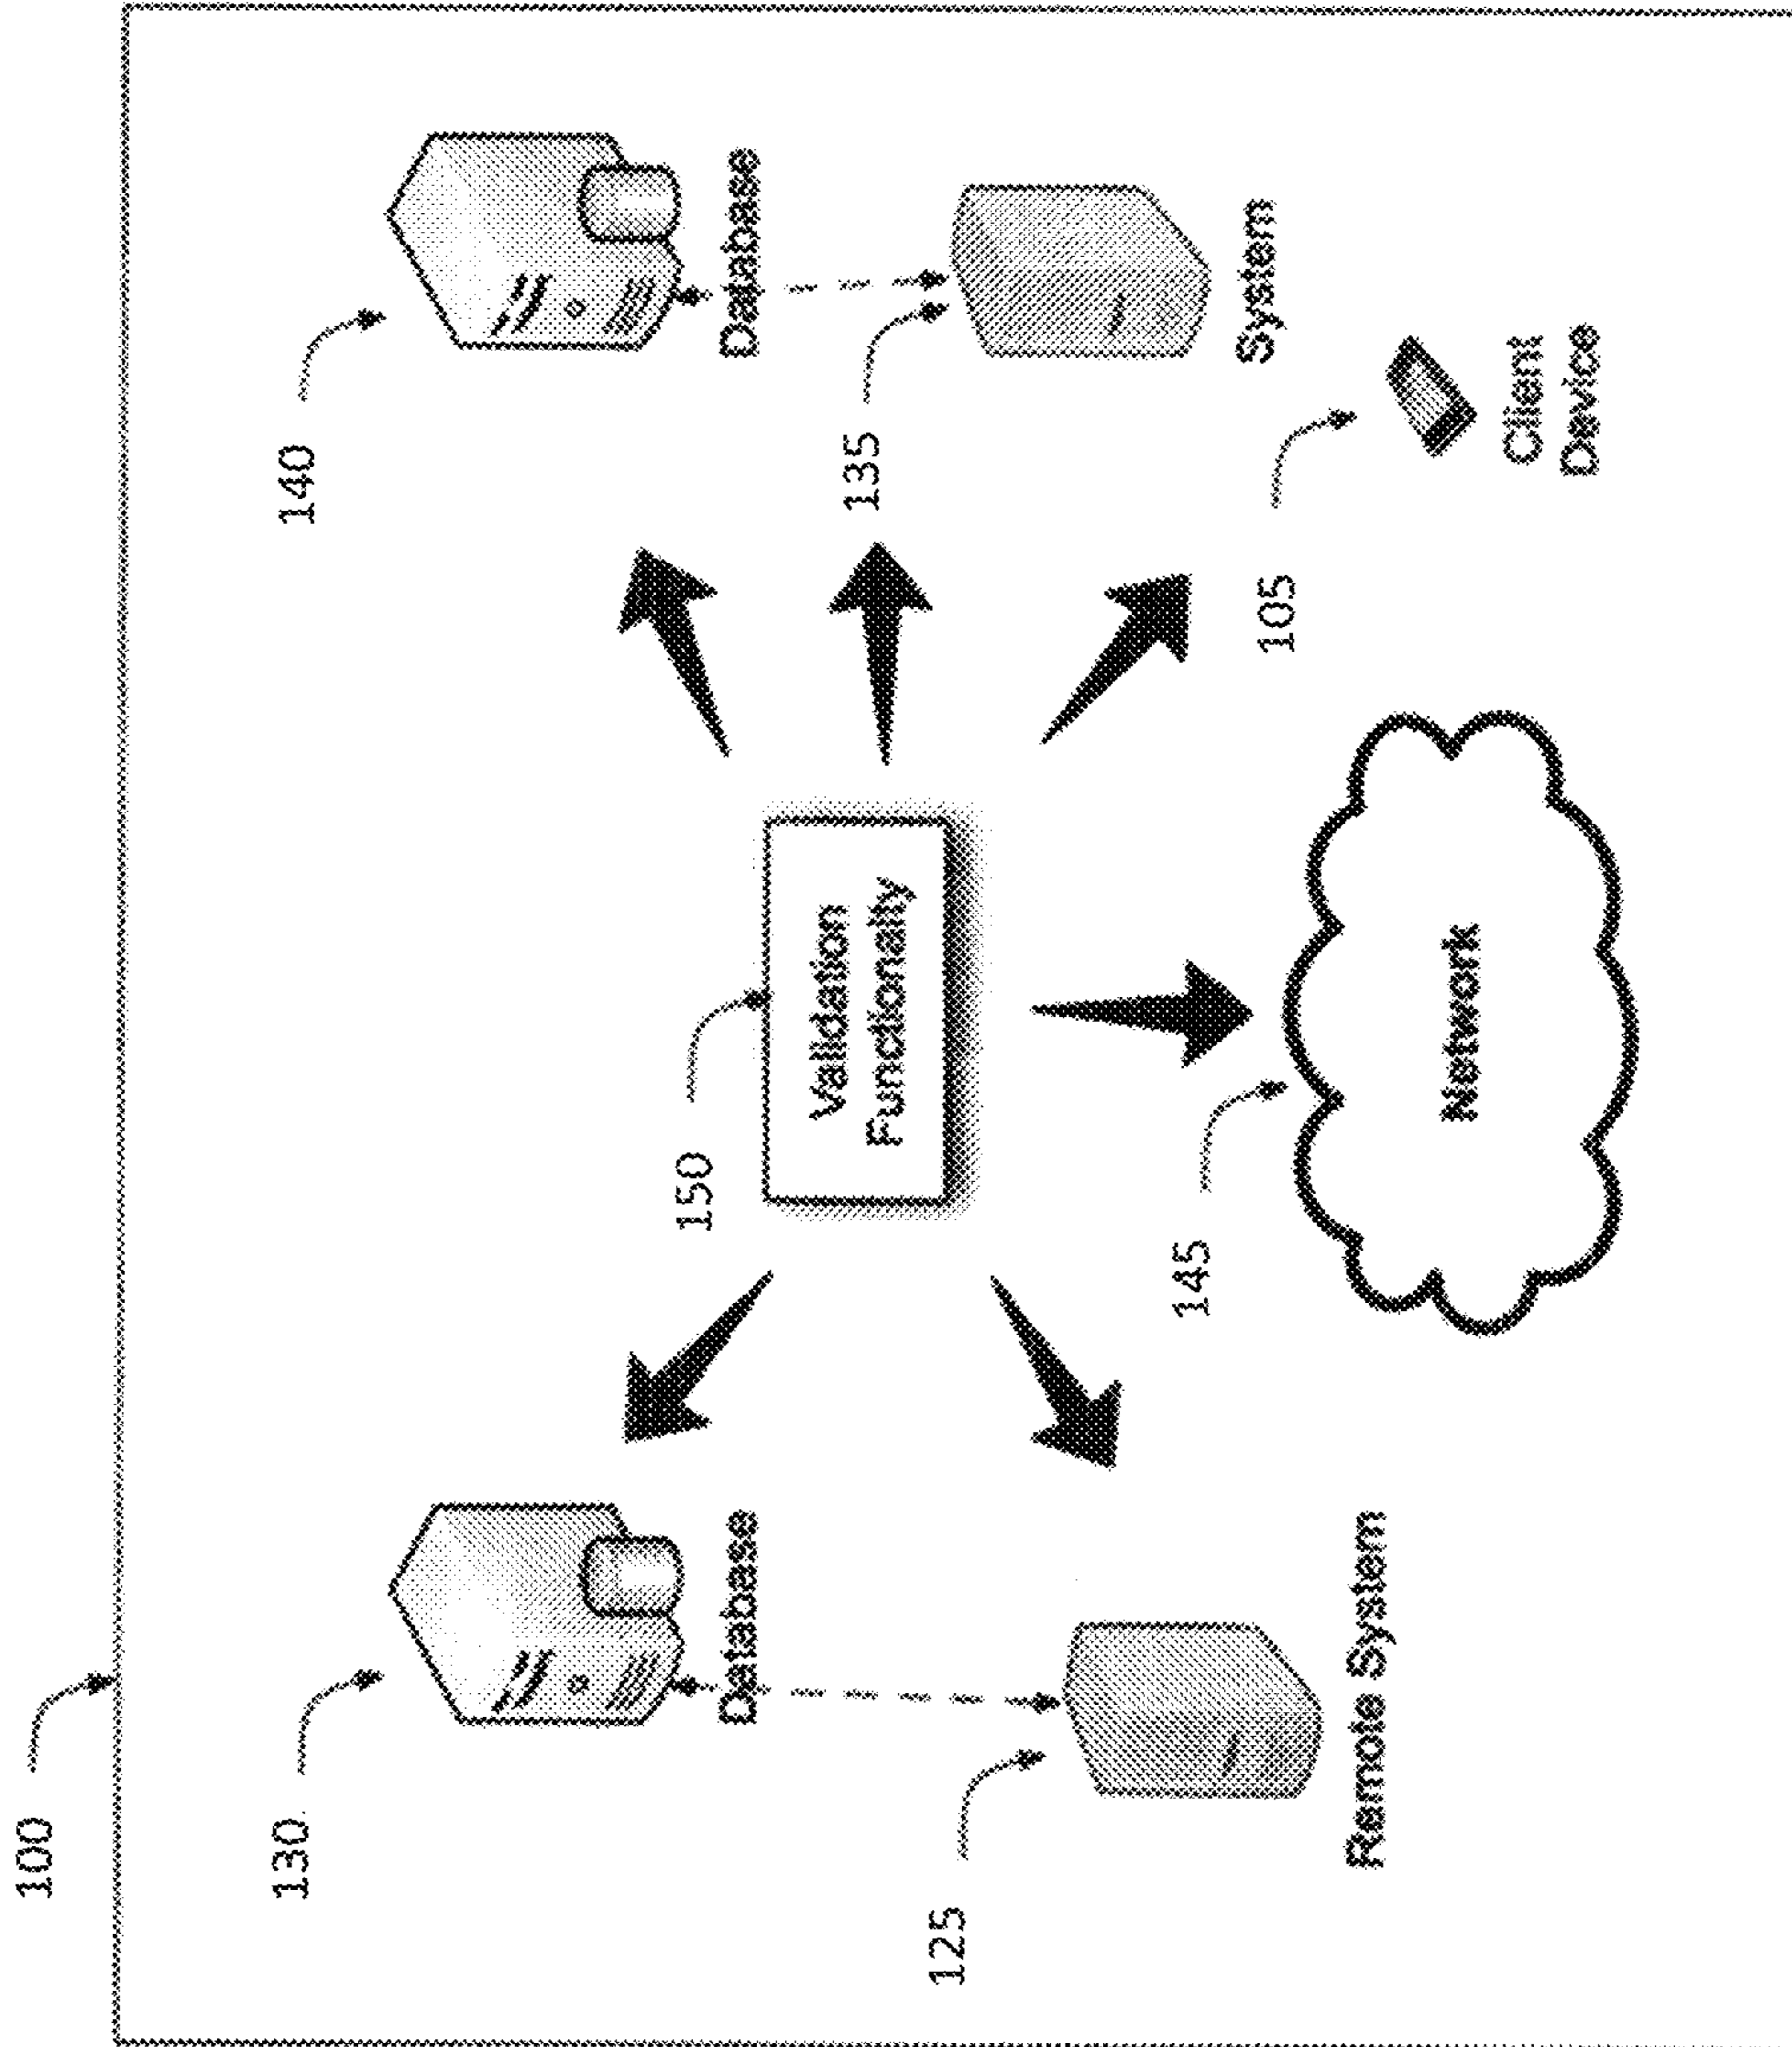 100
130
140
150
Database
Database
Validation
Functionality
135
125
145
System
105
Remote System
Network
Client
Device